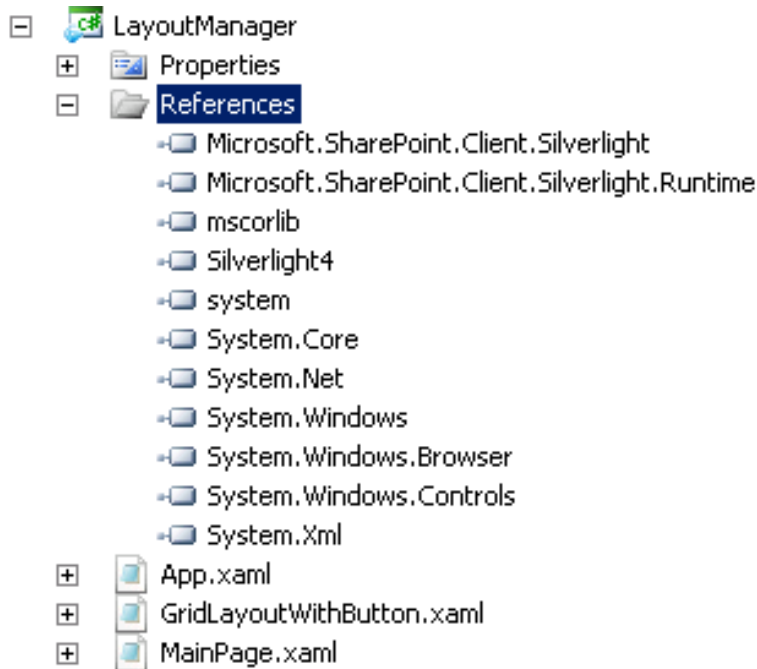 C#
LayoutManager
Properties
References
Microsoft.SharePoint.Client.Silverlight
Microsoft.SharePoint.Client.Silverlight.Runtime
mscorlib
Silverlight4
system
System.Core
System.Net
System.Windows
System.Windows.Browser
System.Windows.Controls
System.Xml
App.xaml
GridLayoutWithButton.xaml
MainPage.xaml